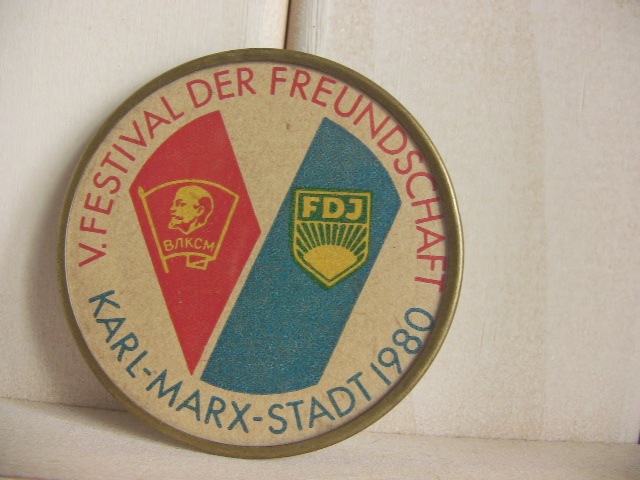 V. FESTIVAL DER FREUNDSCHAFT
ВЛКСМ
FDJ
KARL-MARX-STADT 1980